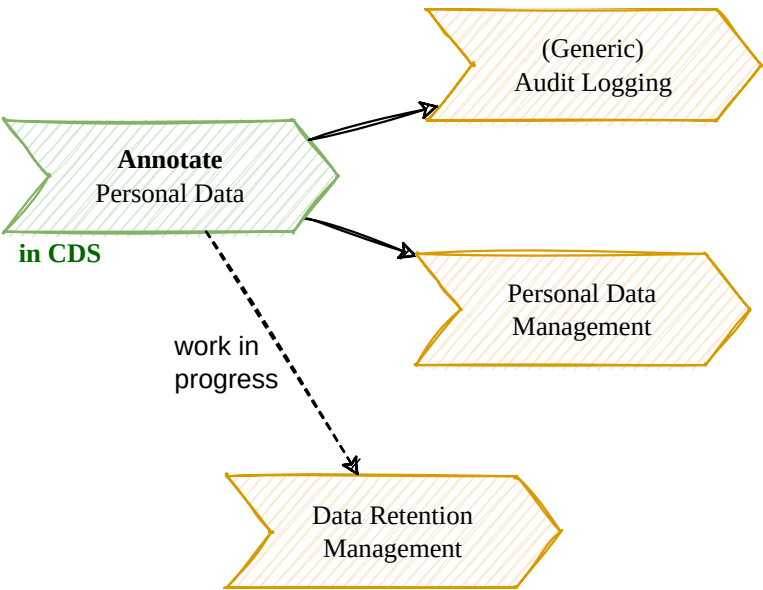 (Generic)
Audit Logging
Annotate
Personal Data
in CDS
Personal Data
Management
work in
progress
Data Retention
Management